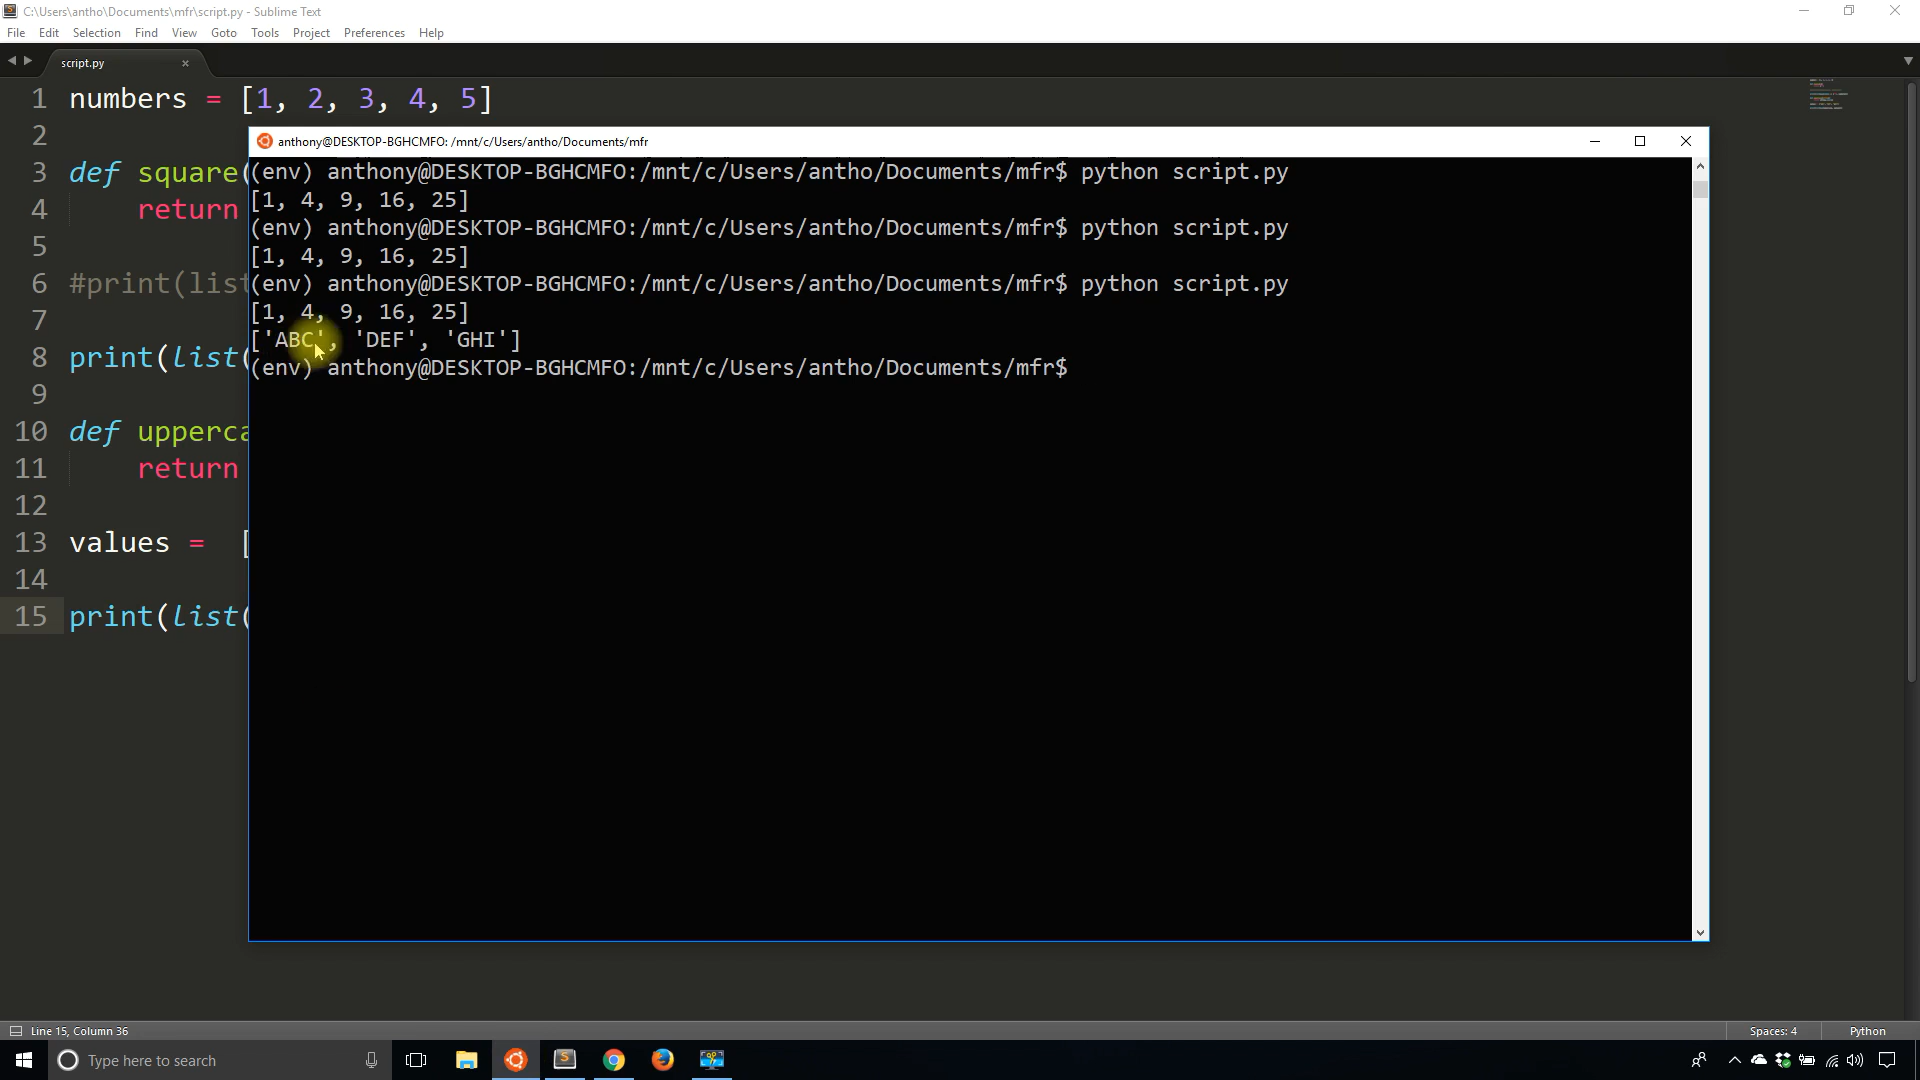 C:\Users\antho\Documents\mfr\script.py - Sublime Text
File Edit Selection Find View Goto Tools Project Preferences Help
script.py
1 numbers = [1, 2, 3, 4, 5]
2
anthony@DESKTOP-BGHCMFO: /mnt/c/Users/antho/Documents/mfr
3 def square(
(env) anthony@DESKTOP-BGHCMFO:/mnt/c/Users/antho/Documents/mfr$ python script.py
[1, 4, 9, 16, 25]
4 return
(env) anthony@DESKTOP-BGHCMFO:/mnt/c/Users/antho/Documents/mfr$ python script.py
5
[1, 4, 9, 16, 25]
6 #print(list
(env) anthony@DESKTOP-BGHCMFO:/mnt/c/Users/antho/Documents/mfr$ python script.py
[1, 4, 9, 16, 25]
7
['ABC', 'DEF', 'GHI']
8 print(list(
(env) anthony@DESKTOP-BGHCMFO:/mnt/c/Users/antho/Documents/mfr$
9
10 def upperca
11 return
12
13 values = [
14
15 print(list(
Line 15, Column 36
Spaces: 4
Python
Type here to search